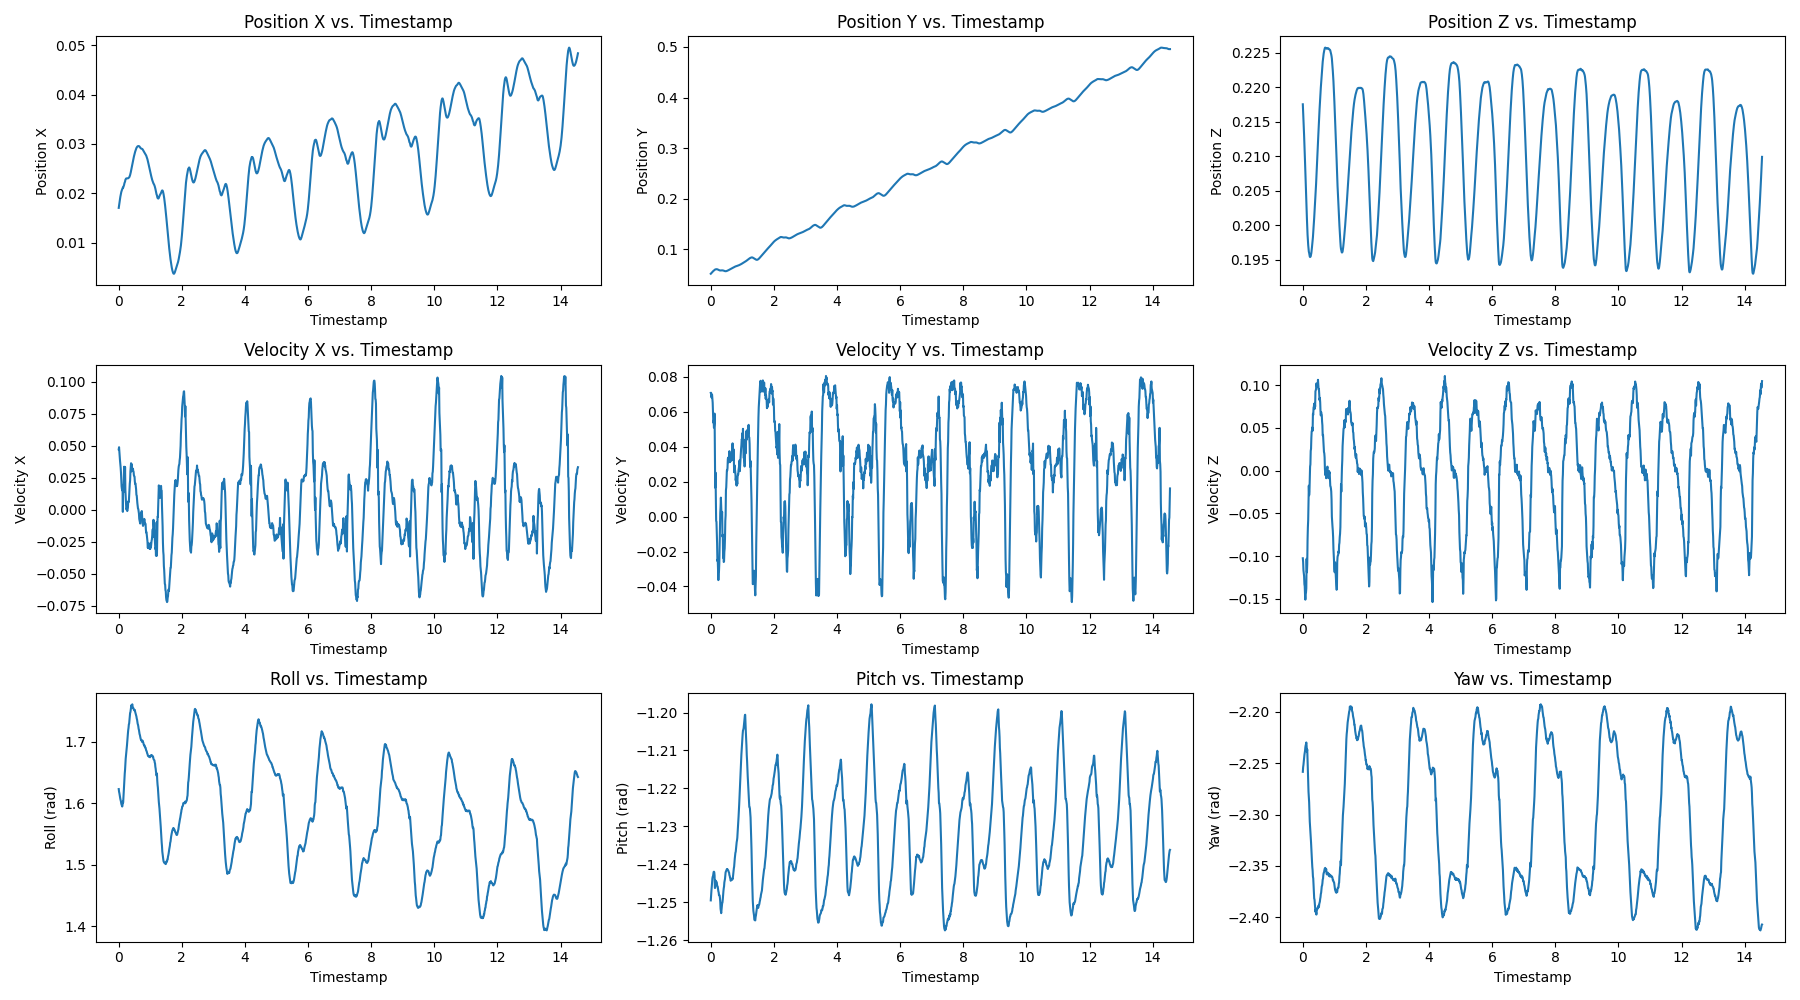 Position X vs. Timestamp
Position X
0.05
0.04
0.03
0.02
0.01
0 2 4 6 8 10 12 14
Timestamp
Position Y vs. Timestamp
Position Y
0.5
0.4
0.3
0.2
0.1
0 2 4 6 8 10 12 14
Timestamp
Position Z vs. Timestamp
Position Z
0.225
0.220
0.215
0.210
0.205
0.200
0.195
0 2 4 6 8 10 12 14
Timestamp
Velocity X vs. Timestamp
Velocity X
0.100
0.075
0.050
0.025
0.000
−0.025
−0.050
−0.075
0 2 4 6 8 10 12 14
Timestamp
Velocity Y vs. Timestamp
Velocity Y
0.08
0.06
0.04
0.02
0.00
−0.02
−0.04
0 2 4 6 8 10 12 14
Timestamp
Velocity Z vs. Timestamp
Velocity Z
0.10
0.05
0.00
−0.05
−0.10
−0.15
0 2 4 6 8 10 12 14
Timestamp
Roll vs. Timestamp
Roll (rad)
1.7
1.6
1.5
1.4
0 2 4 6 8 10 12 14
Timestamp
Pitch vs. Timestamp
Pitch (rad)
−1.20
−1.21
−1.22
−1.23
−1.24
−1.25
−1.26
0 2 4 6 8 10 12 14
Timestamp
Yaw vs. Timestamp
Yaw (rad)
−2.20
−2.25
−2.30
−2.35
−2.40
0 2 4 6 8 10 12 14
Timestamp